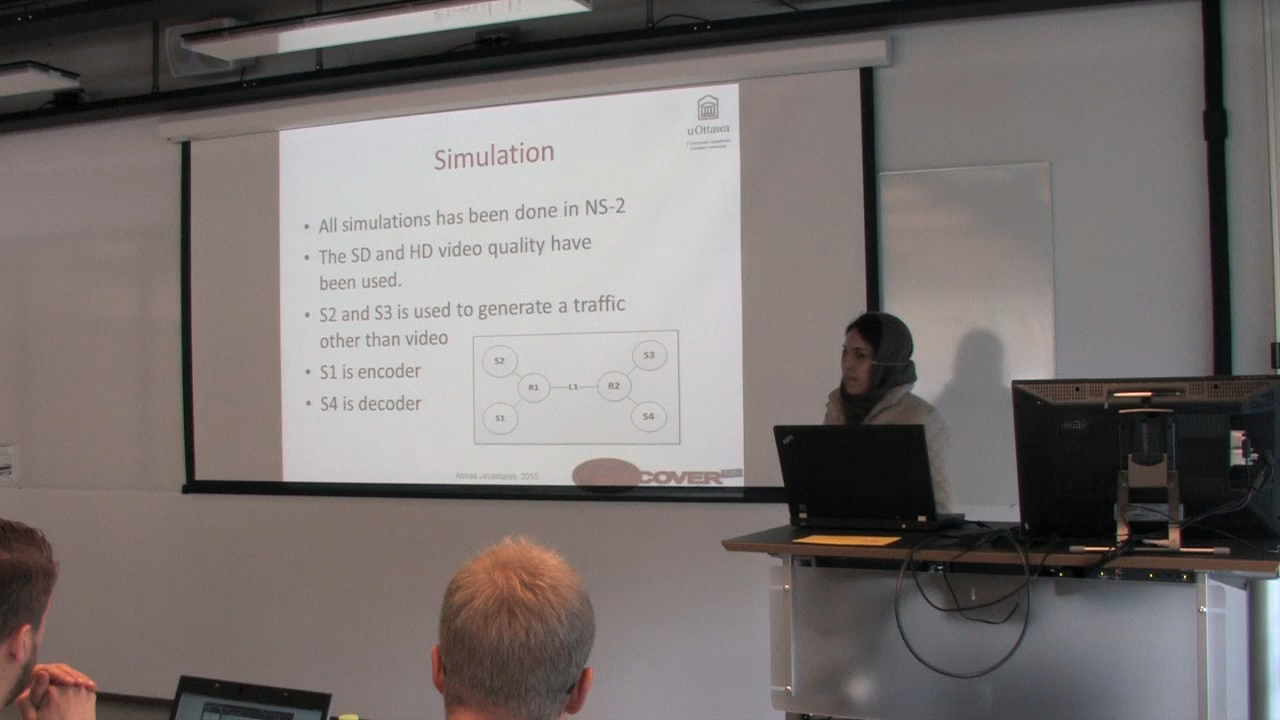 uOttawa
Simulation
• All simulations has been done in NS-2
• The SD and HD video quality have
been used.
• S2 and S3 is used to generate a traffic
other than video
• S1 is encoder
• S4 is decoder
S2
S3
R1
L1
R2
S1
S4
2010
COVER